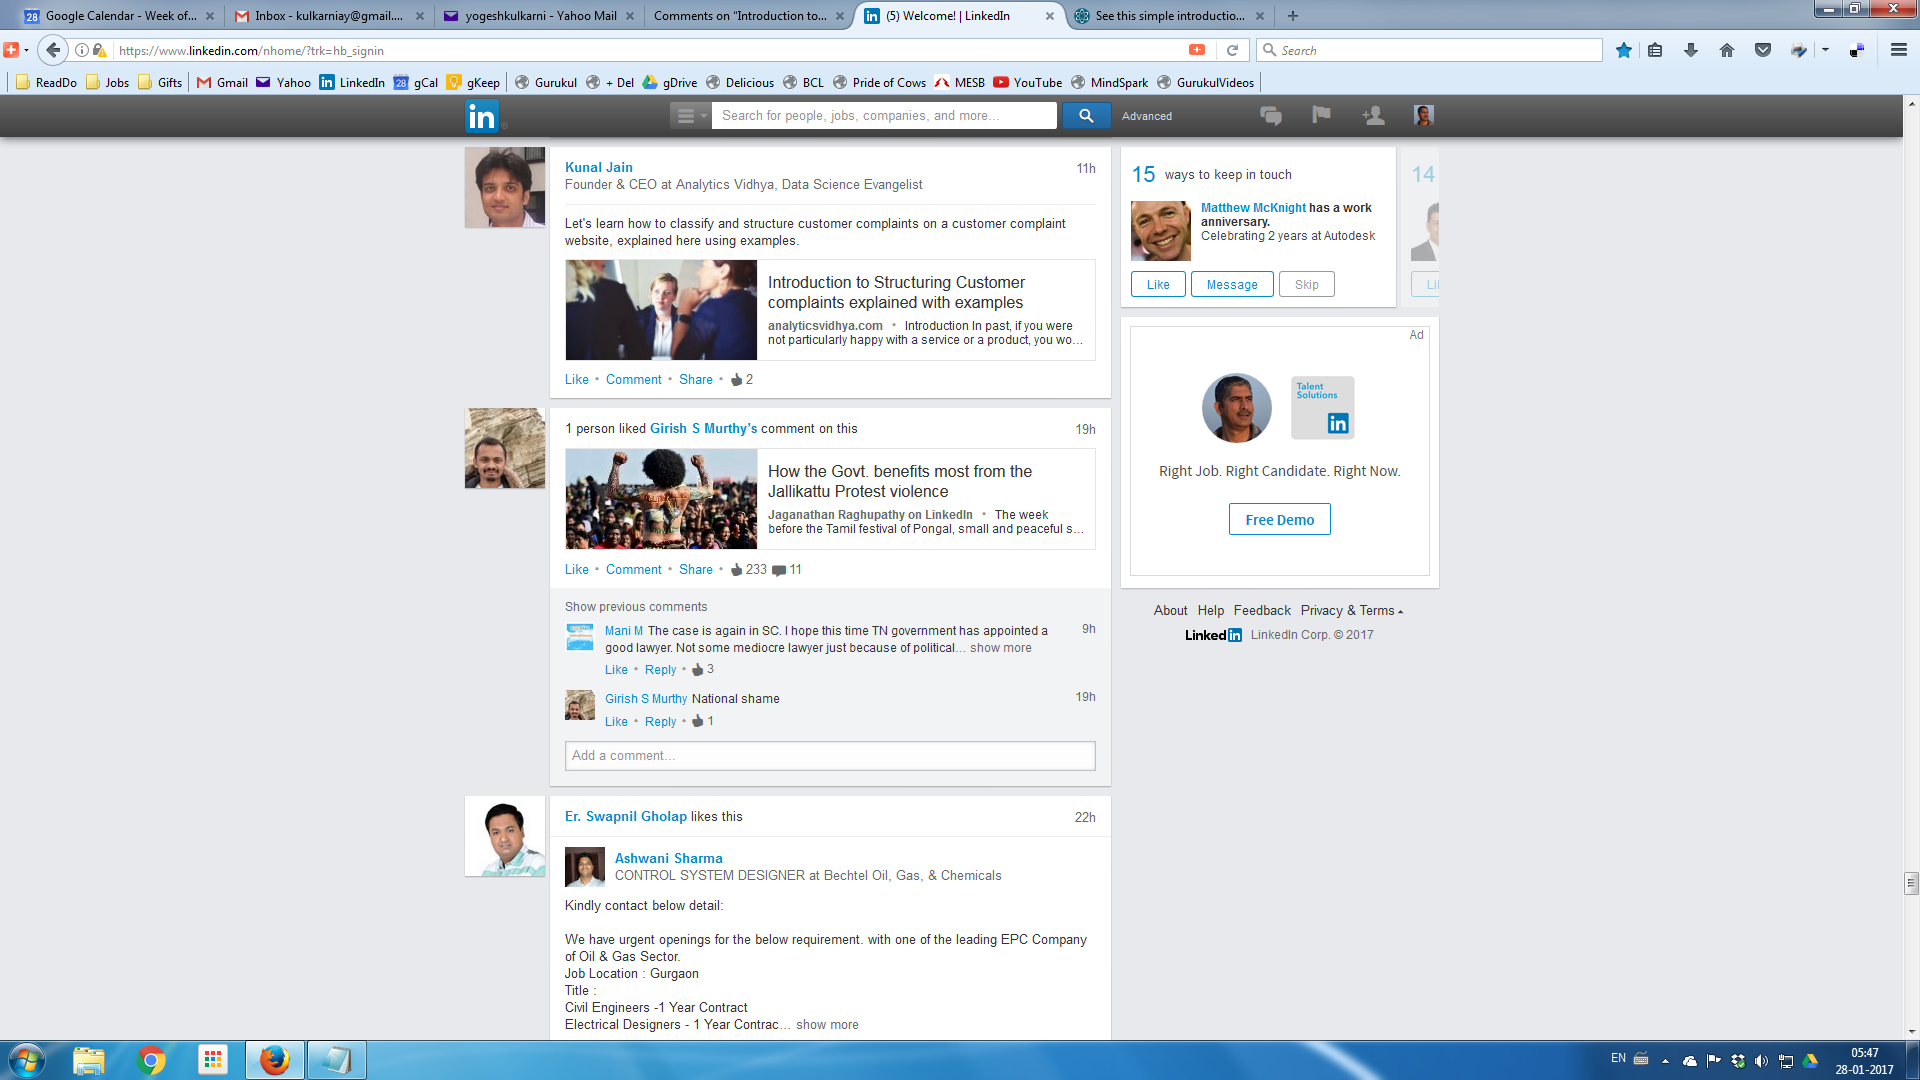 Google Calendar - Week of...
Inbox - kulkarniay@gmail....
yogeshkulkarni - Yahoo Mail
Comments on "Introduction to...
(5) Welcome! | LinkedIn
See this simple introductio...
https://www.linkedin.com/nhome/?trk=hb_signin
Search
ReadDo
Jobs
Gifts
Gmail
Yahoo
LinkedIn
28 gCal
gKeep
Gurukul
+ Del
gDrive
Delicious
BCL
Pride of Cows
MESB
YouTube
MindSpark
GurukulVideos
in
Search for people, jobs, companies, and more...
Advanced
Kunal Jain
11h
Founder & CEO at Analytics Vidhya, Data Science Evangelist
Let's learn how to classify and structure customer complaints on a customer complaint
website, explained here using examples.
Introduction to Structuring Customer
complaints explained with examples
analyticsvidhya.com • Introduction In past, if you were
not particularly happy with a service or a product, you wo...
Like • Comment • Share • 2
1 person liked Girish S Murthy's comment on this
19h
How the Govt. benefits most from the
Jallikattu Protest violence
Jaganathan Raghupathy on LinkedIn • The week
before the Tamil festival of Pongal, small and peaceful s...
Like • Comment • Share • 233 11
Show previous comments
Mani M The case is again in SC. I hope this time TN government has appointed a
9h
good lawyer. Not some mediocre lawyer just because of political... show more
Like • Reply • 3
Girish S Murthy National shame
19h
Like • Reply • 1
Add a comment...
Er. Swapnil Gholap likes this
22h
Ashwani Sharma
CONTROL SYSTEM DESIGNER at Bechtel Oil, Gas, & Chemicals
Kindly contact below detail:
We have urgent openings for the below requirement. with one of the leading EPC Company
of Oil & Gas Sector.
Job Location : Gurgaon
Title :
Civil Engineers -1 Year Contract
Electrical Designers - 1 Year Contrac... show more
15 ways to keep in touch
14
Matthew McKnight has a work
anniversary.
Celebrating 2 years at Autodesk
Like
Message
Skip
Li
Ad
Talent
Solutions
in
Right Job. Right Candidate. Right Now.
Free Demo
About Help Feedback Privacy & Terms
Linked in LinkedIn Corp. © 2017
EN
05:47
28-01-2017